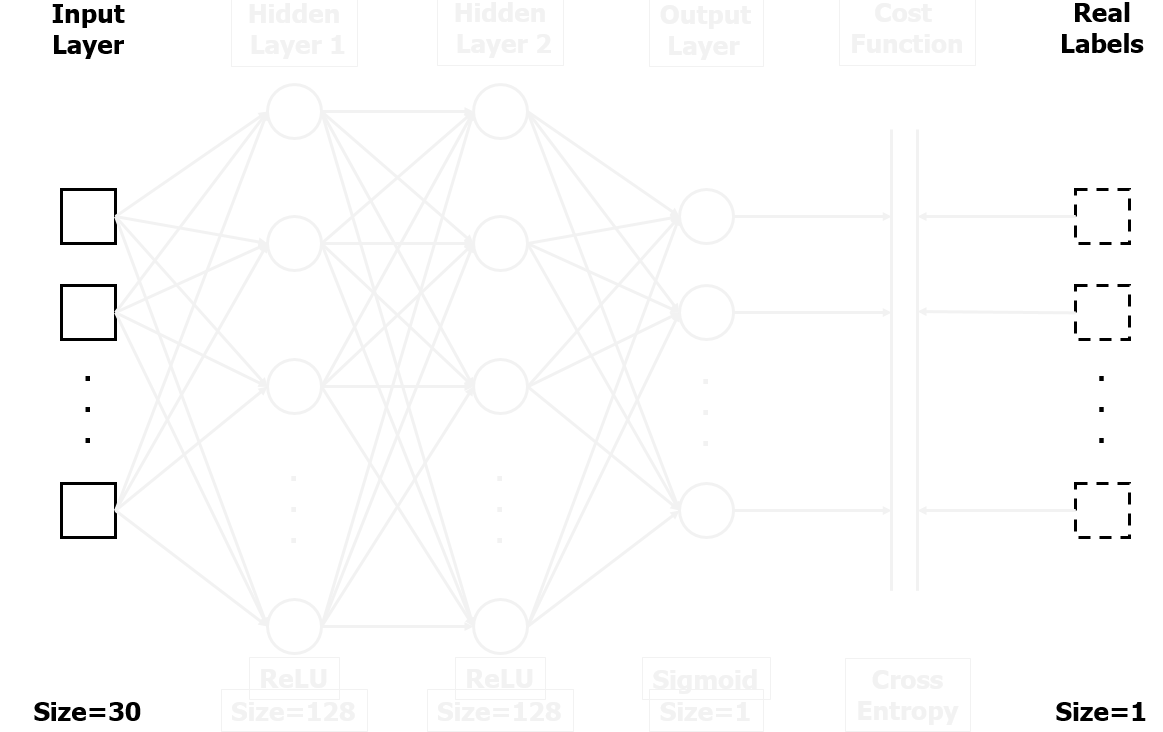 Input
Layer
Hidden
Layer 1
Hidden
Layer 2
Output
Layer
Cost
Function
Real
Labels
ReLU
ReLU
Sigmoid
Cross
Entropy
Size=30
Size=128
Size=128
Size=1
Size=1